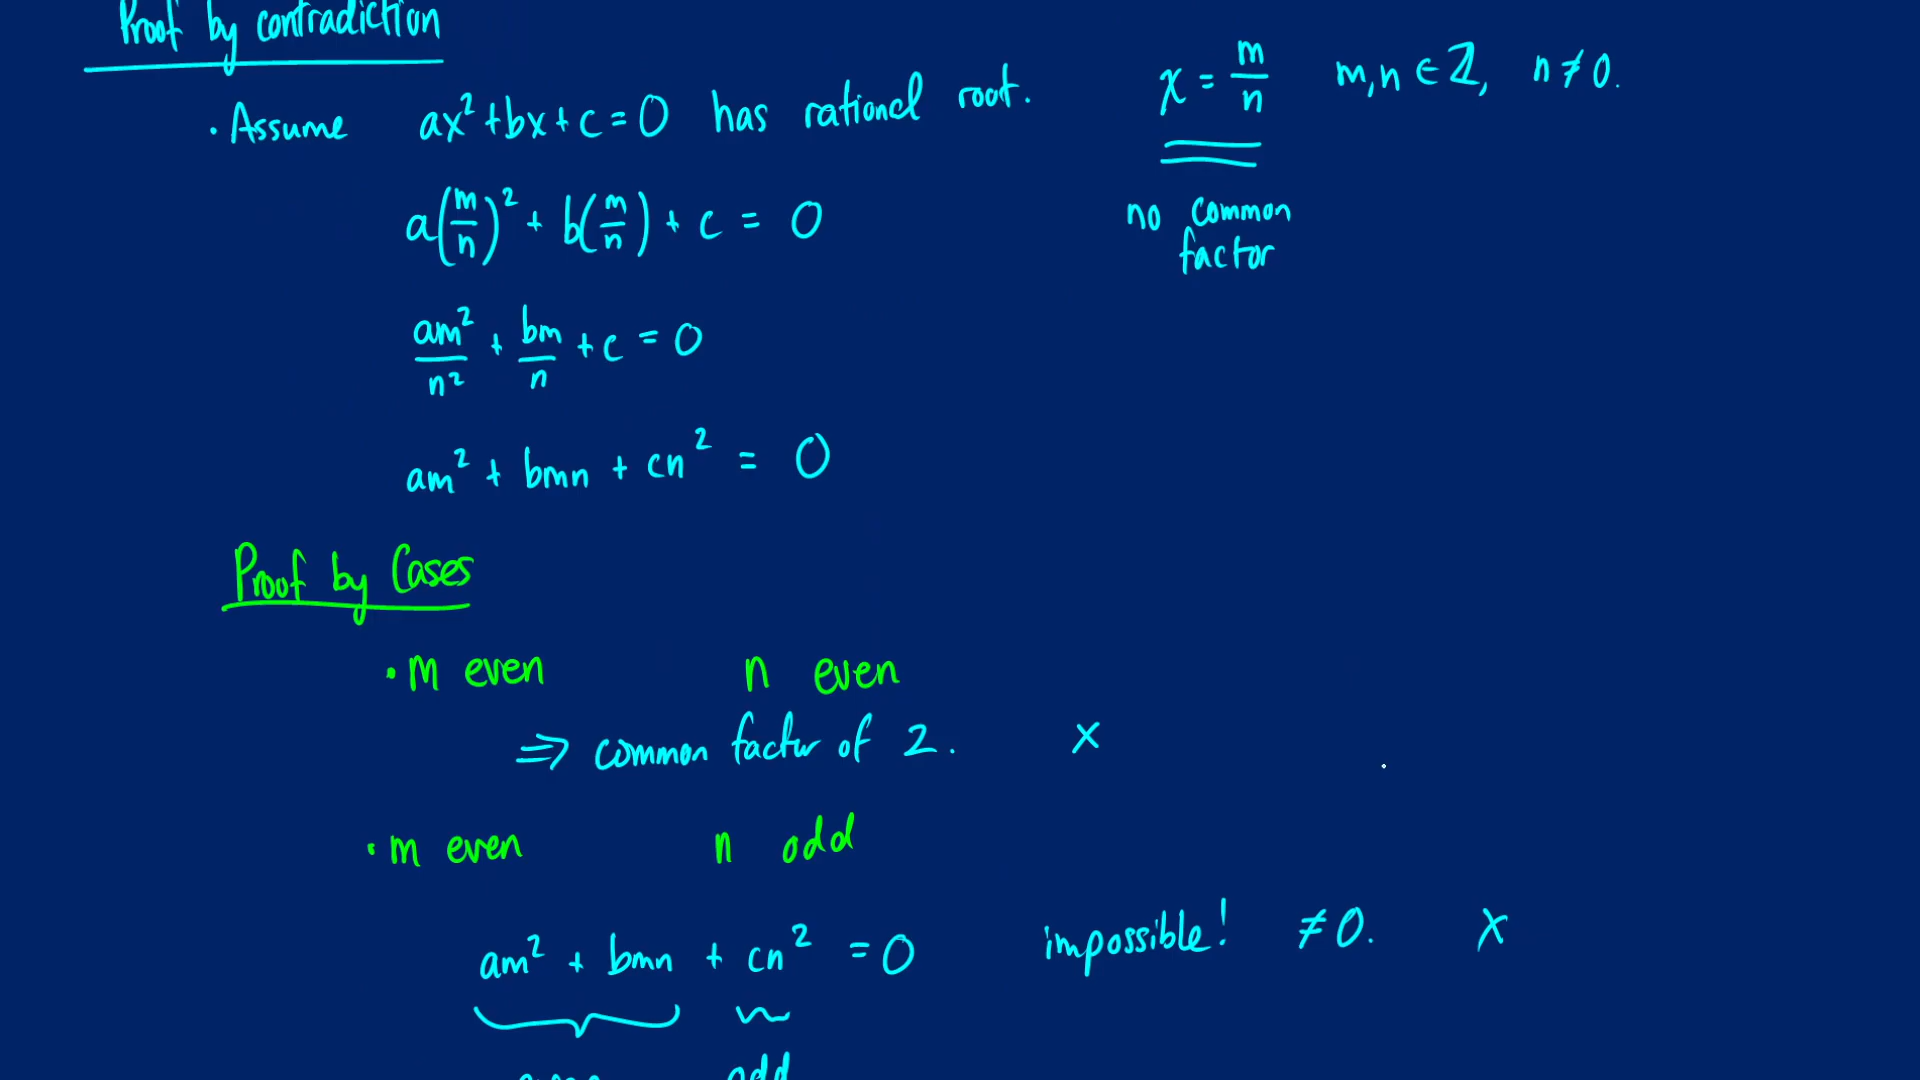 Proof by contradiction
· Assume ax² + bx + c = 0 has rational root. x = m/n m, n ∈ ℤ, n ≠ 0.
a(m/n)² + b(m/n) + c = 0
no common factor
am²/n² + bm/n + c = 0
am² + bmn + cn² = 0
Proof by Cases
· m even n even
⇒ common factor of 2. X
· m even n odd
am² + bmn + cn² = 0 impossible! ≠ 0. X
odd